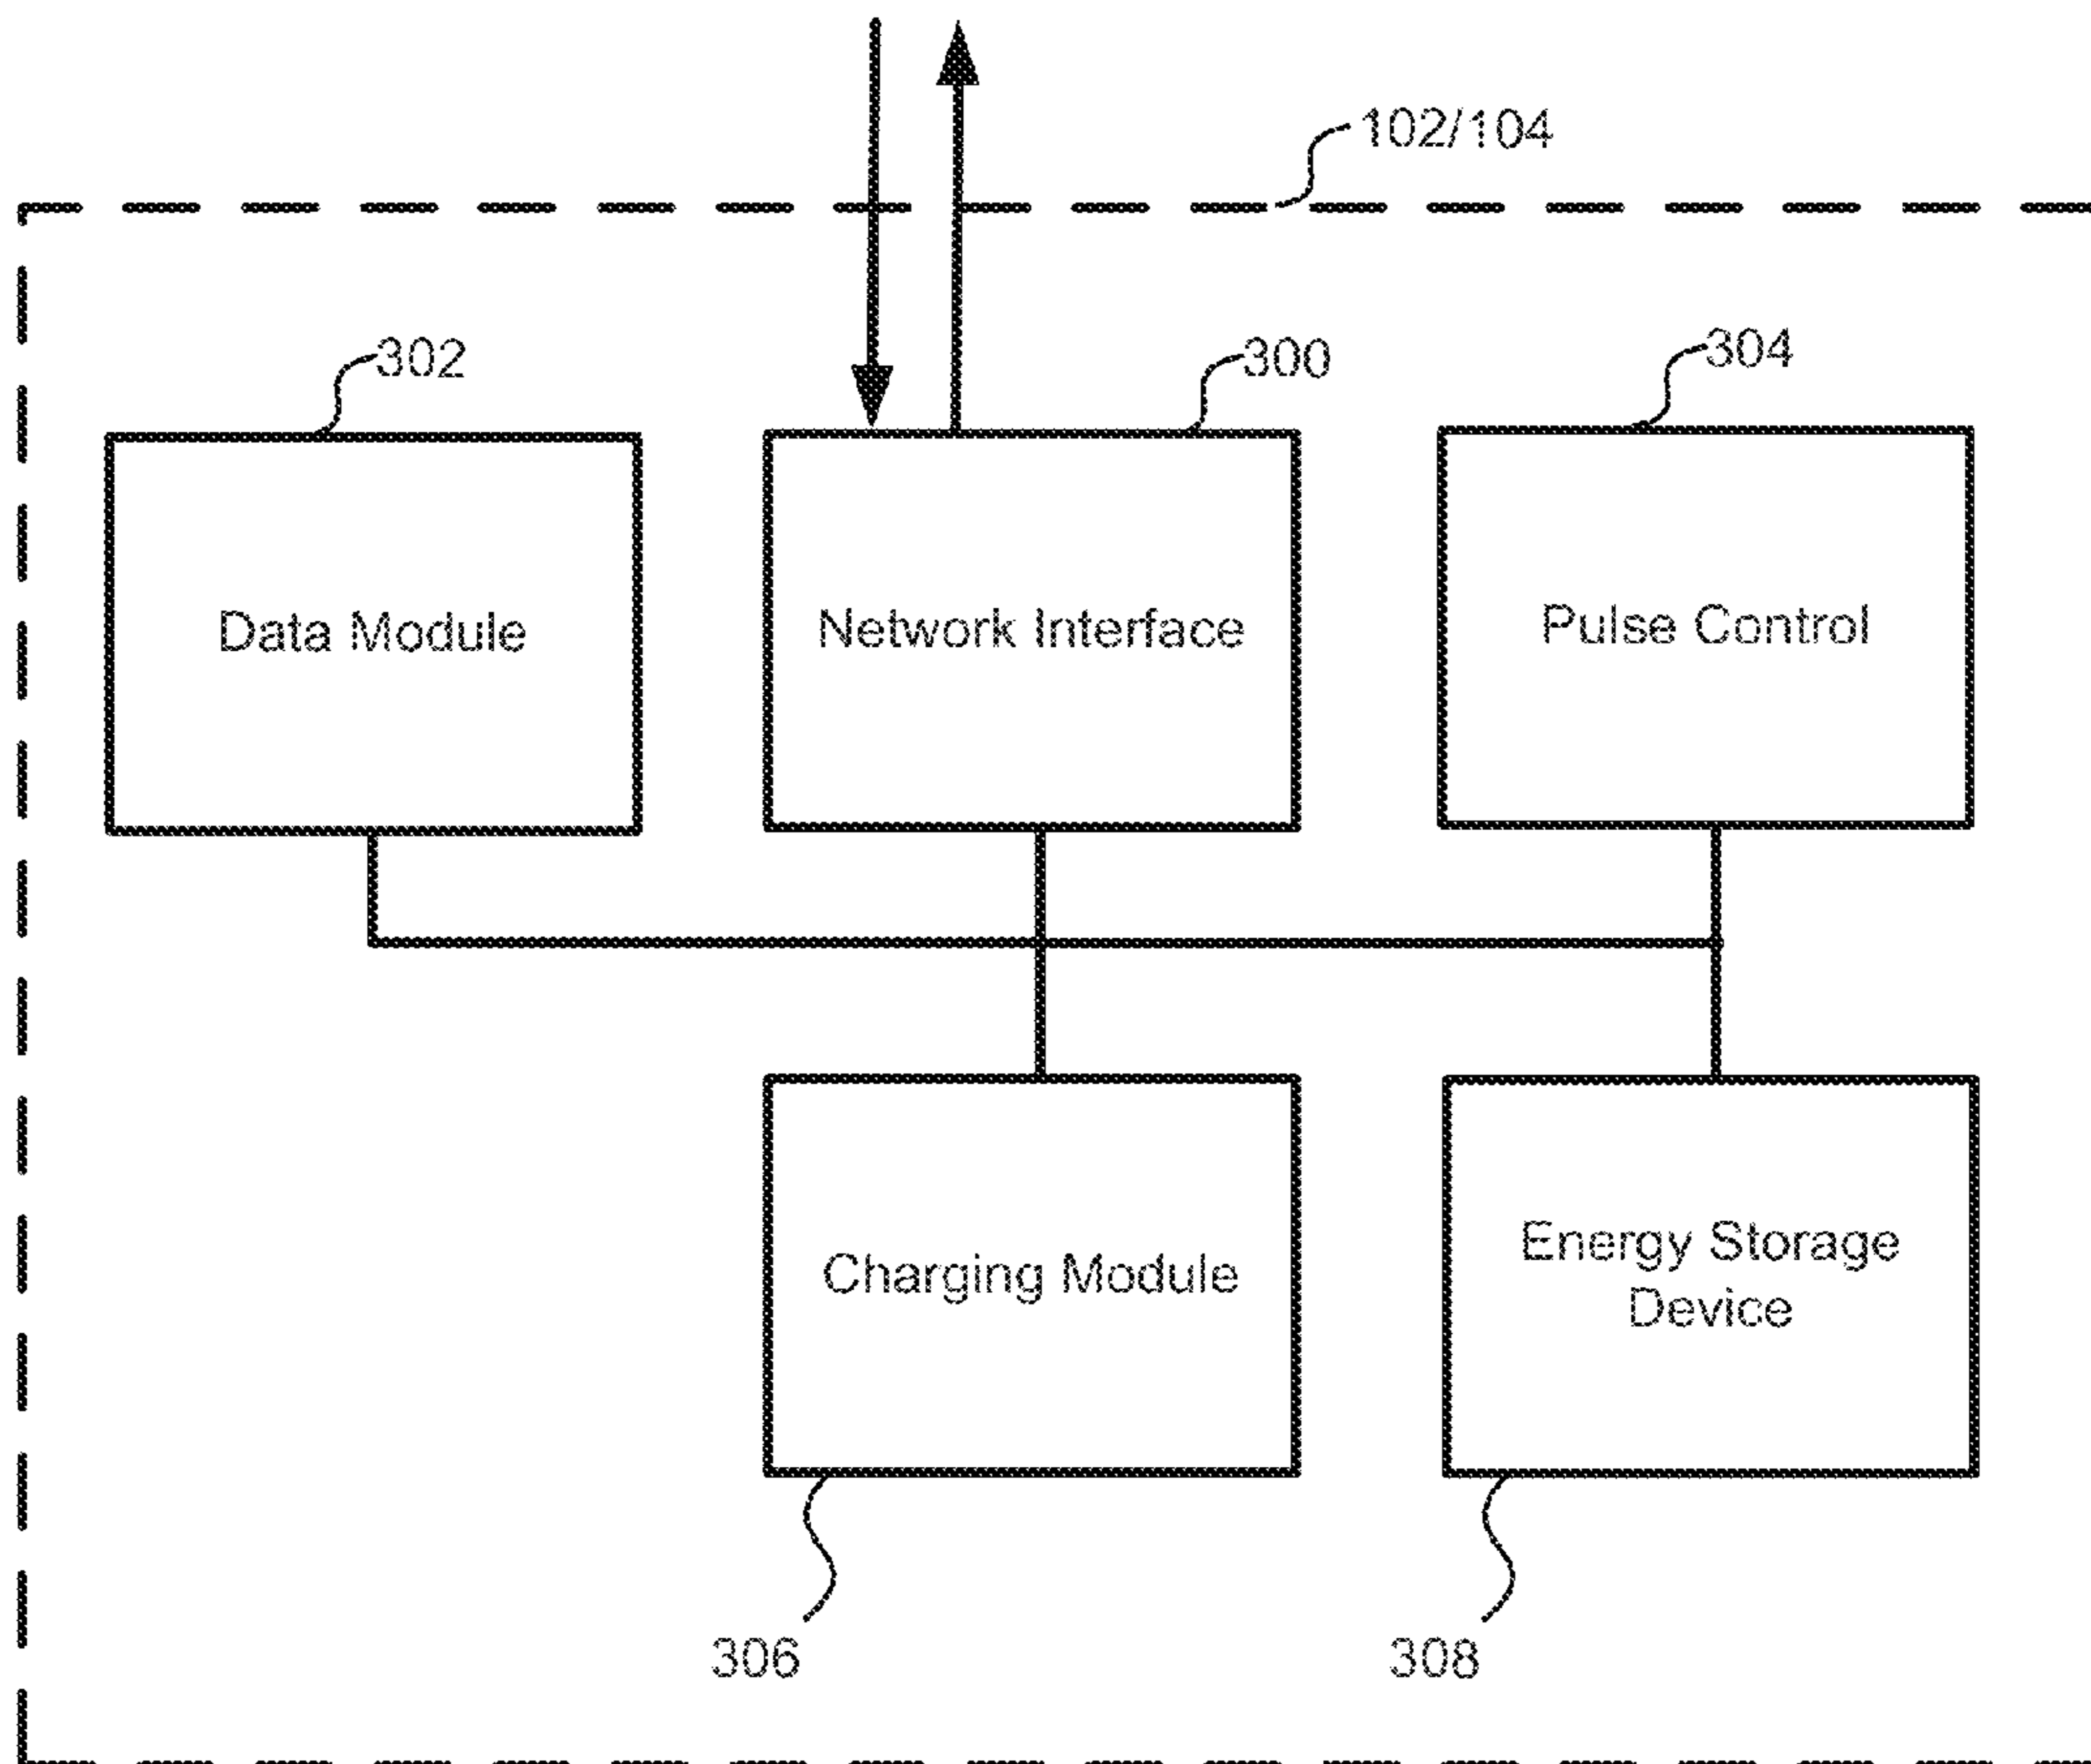 102/104
302
300
304
Data Module
Network Interface
Pulse Control
Charging Module
Energy Storage
Device
306
308